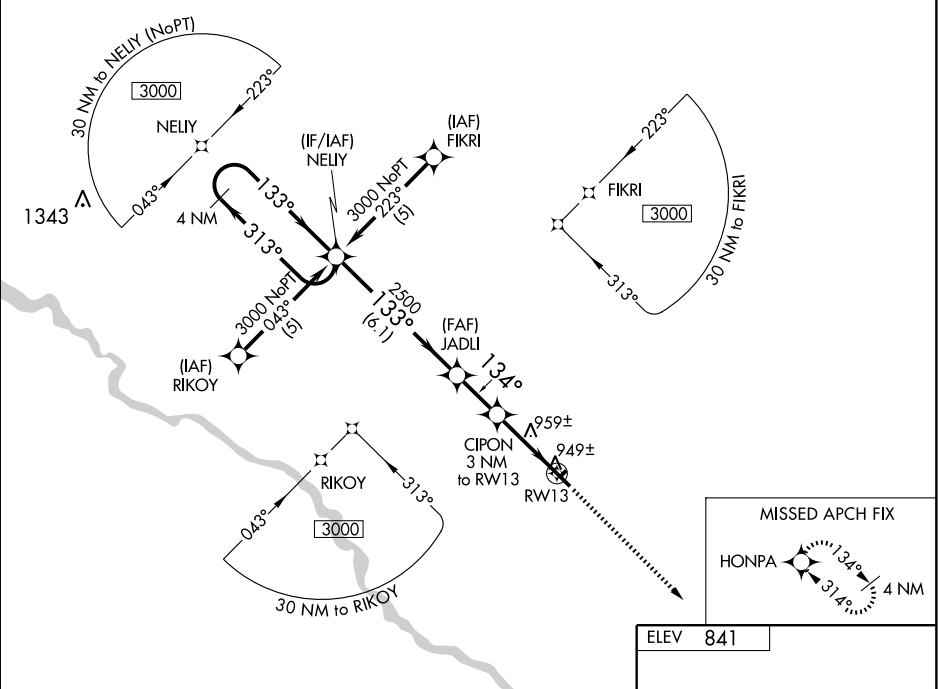 30 NM to NELIY (NoPT)
3000
223°
NELIY
043°
1343
4 NM
133°
313°
(IF/IAF)
NELIY
(IAF)
FIKRI
3000 NoPT
223°
(5)
3000 NoPT
043°
(5)
(IAF)
RIKOY
2500
133°
(6.1)
(FAF)
JADLI
134°
CIPON
3 NM
to RW13
959±
949±
RW13
223°
FIKRI
3000
313°
30 NM to FIKRI
RIKOY
043°
313°
3000
30 NM to RIKOY
MISSED APCH FIX
HONPA
134°
314°
4 NM
ELEV 841